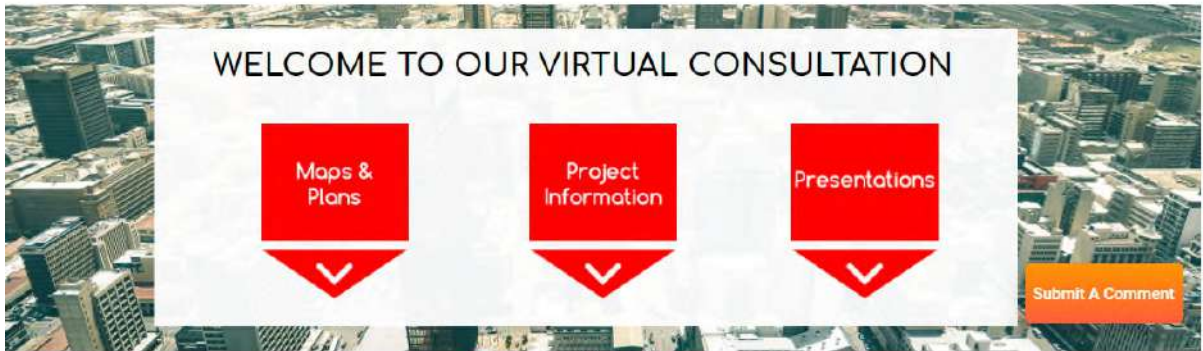 WELCOME TO OUR VIRTUAL CONSULTATION
Maps &
Plans
Project
Information
Presentations
Submit A Comment